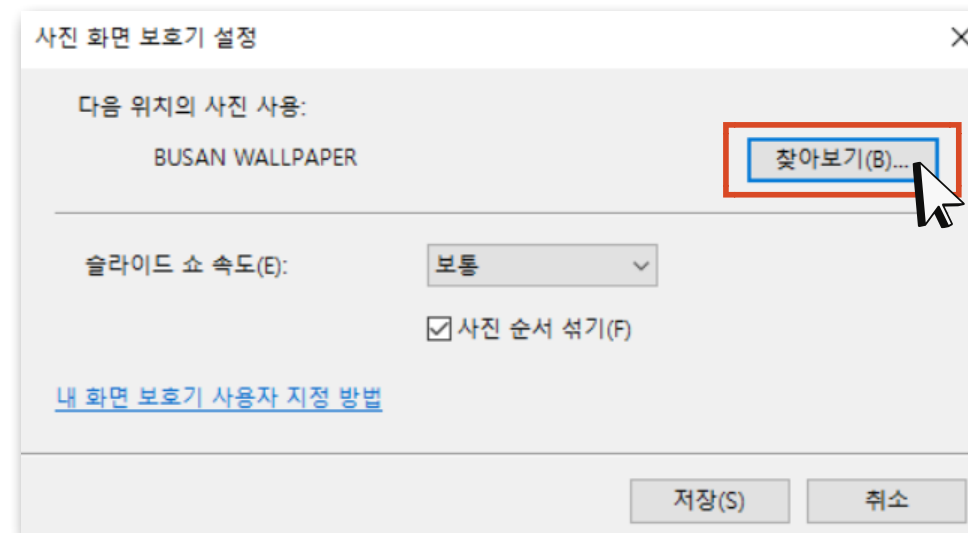 사진 화면 보호기 설정
다음 위치의 사진 사용:
BUSAN WALLPAPER
찾아보기(B)...
슬라이드 쇼 속도(E):
보통
사진 순서 섞기(F)
내 화면 보호기 사용자 지정 방법
저장(S)
취소